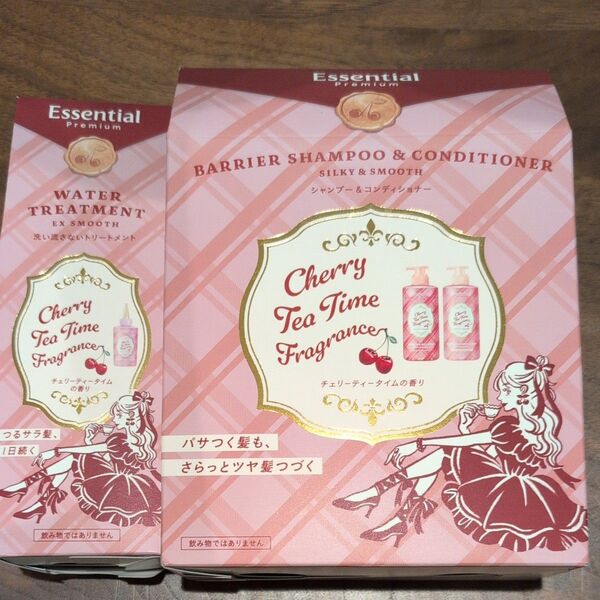 Essential
Premium
WATER
TREATMENT
EX SMOOTH
洗い流さないトリートメント
Cherry
Tea Time
Fragrance
チェリーティータイム
の香り
つるサラ髪、
1日続く
飲み物ではありません
Essential
Premium
BARRIER SHAMPOO & CONDITIONER
SILKY & SMOOTH
シャンプー&コンディショナー
Cherry
Tea Time
Fragrance
チェリーティータイムの香り
パサつく髪も、
さらっとツヤ髪つづく
飲み物ではありません